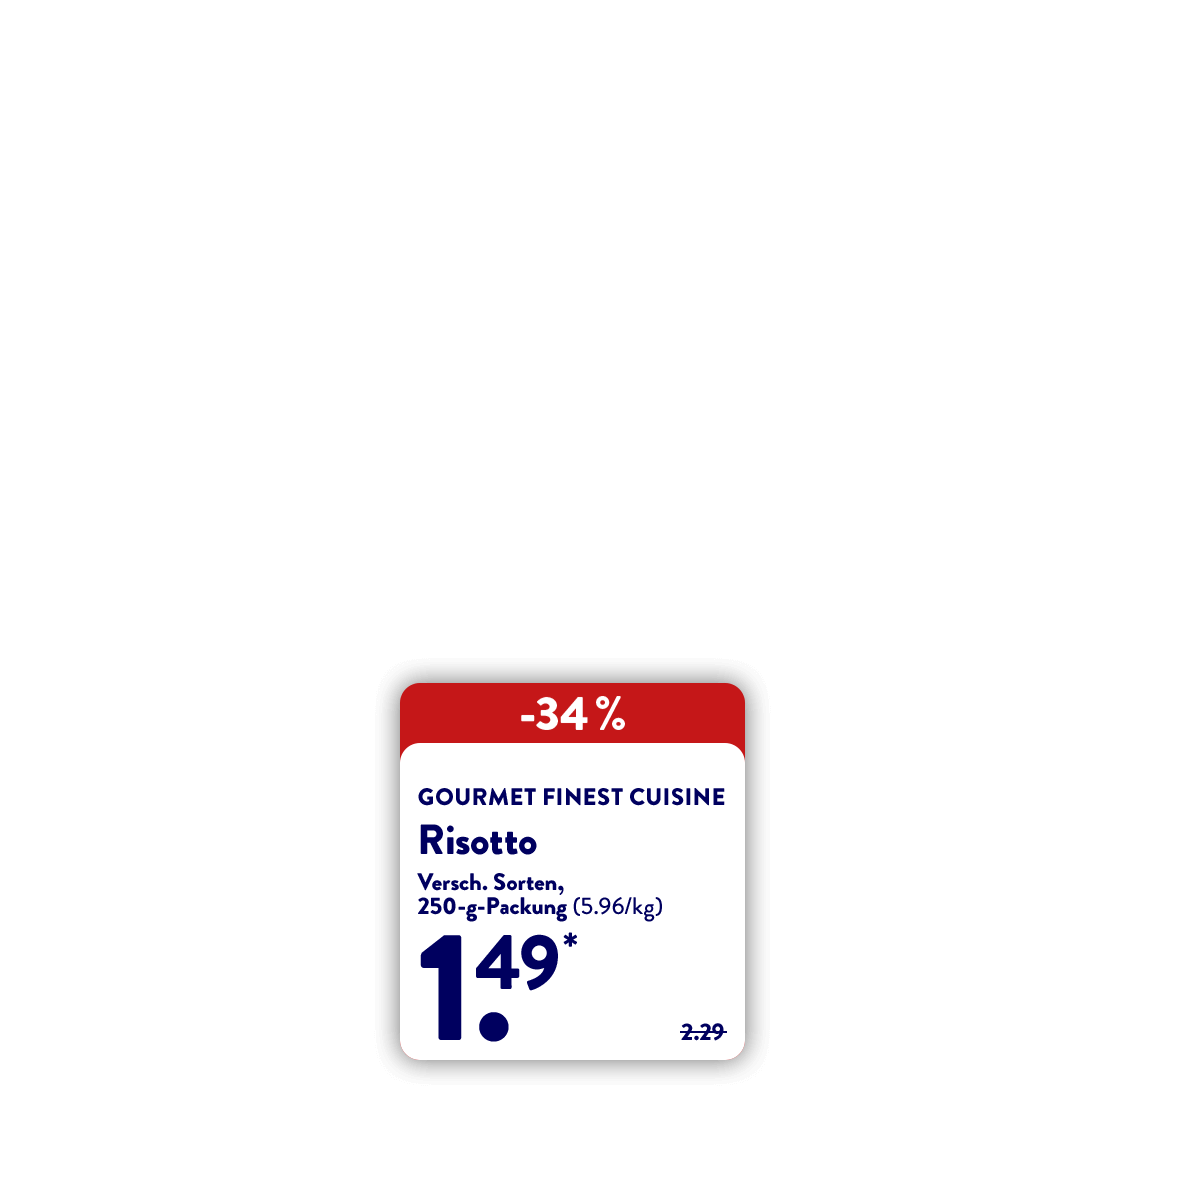 -34 %
GOURMET FINEST CUISINE
Risotto
Versch. Sorten,
250-g-Packung (5.96/kg)
1.49*
2.29